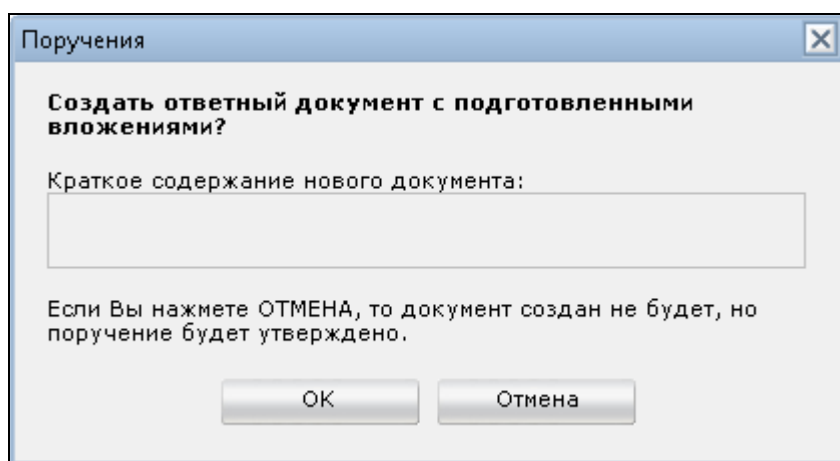 Поручения
Создать ответный документ с подготовленными
вложениями?
Краткое содержание нового документа:
Если Вы нажмете ОТМЕНА, то документ создан не будет, но
поручение будет утверждено.
OK
Отмена